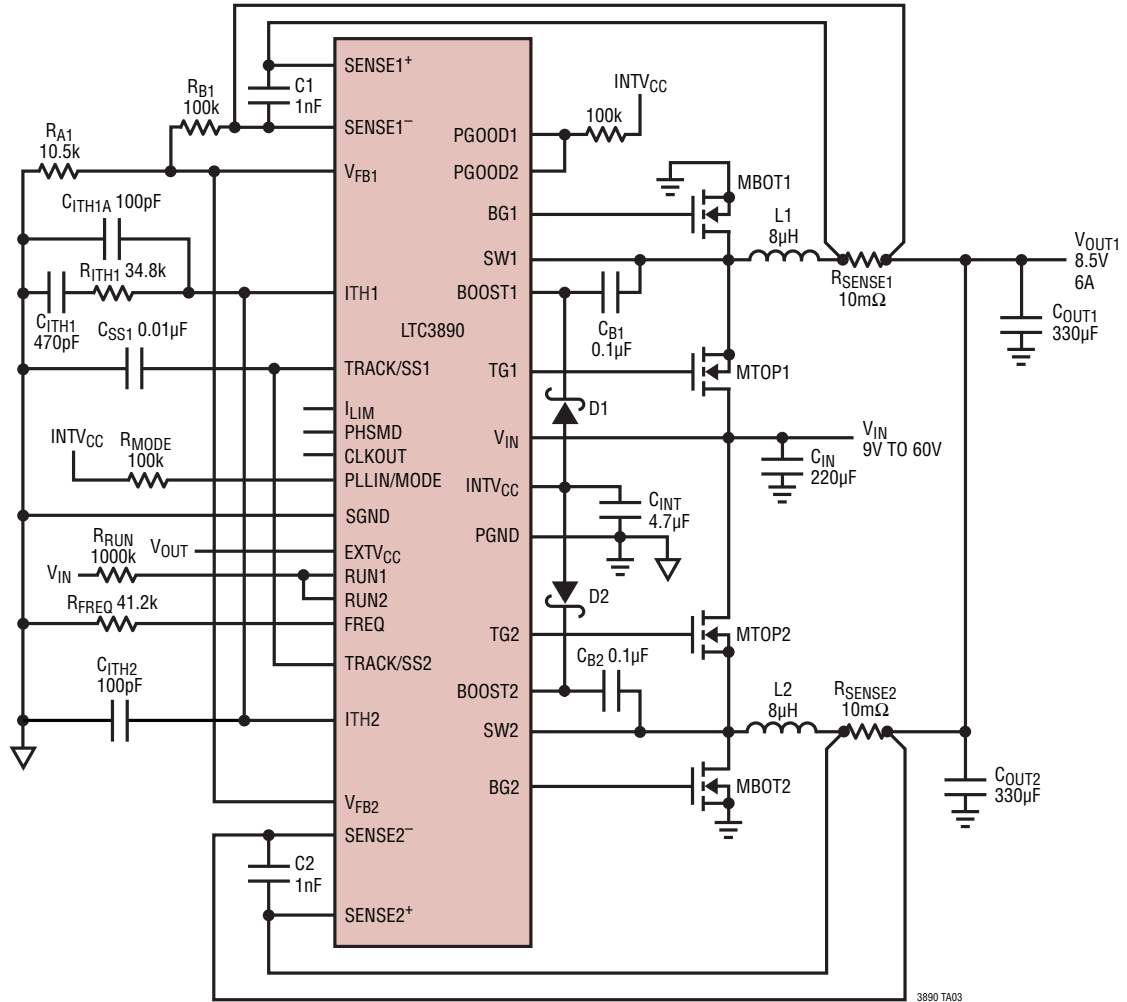 SENSE1+
RB1
100k
C1
1nF
SENSE1–
RA1
10.5k
VFB1
CITH1A 100pF
RITH1 34.8k
ITH1
CITH1
470pF
CSS1 0.01µF
TRACK/SS1
ILIM
PHSMD
CLKOUT
INTVCC
RMODE
100k
PLLIN/MODE
SGND
RRUN
1000k
VOUT
EXTVCC
VIN
RUN1
RUN2
RFREQ 41.2k
FREQ
TRACK/SS2
CITH2
100pF
ITH2
VFB2
SENSE2–
C2
1nF
SENSE2+
LTC3890
PGOOD1
PGOOD2
INTVCC
100k
BG1
MBOT1
SW1
L1
8µH
RSENSE1
10mΩ
VOUT1
8.5V
6A
COUT1
330µF
BOOST1
CB1
0.1µF
TG1
MTOP1
D1
VIN
VIN
9V TO 60V
CIN
220µF
INTVCC
CINT
4.7µF
PGND
D2
TG2
MTOP2
CB2 0.1µF
BOOST2
SW2
L2
8µH
RSENSE2
10mΩ
BG2
MBOT2
COUT2
330µF
3890 TA03